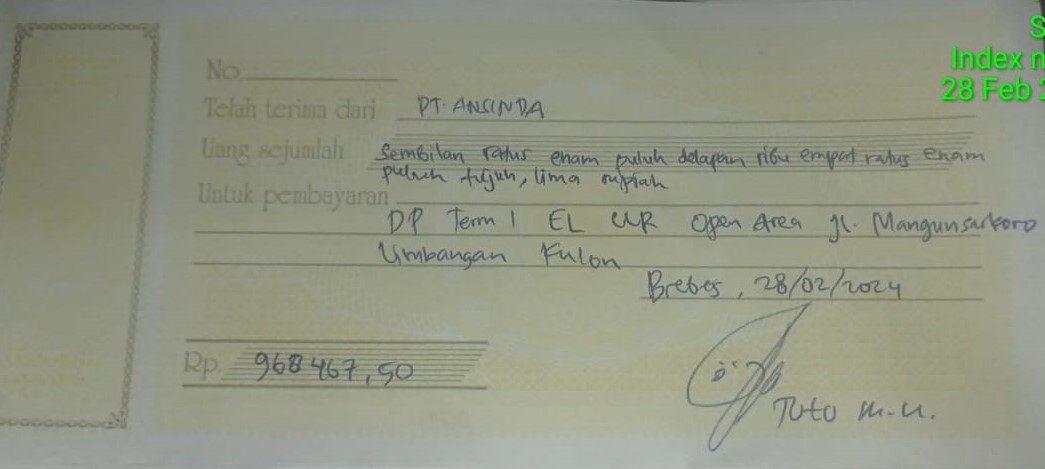 S
Index n
28 Feb 2
No.
Telah terima dari PT. ANSINDA
Uang sejumlah Sembilan ratus enam puluh delapan ribu empat ratus enam
puluh tujuh, lima rupiah
Untuk pembayaran
DP Term 1 EL UR Open Area Jl. Mangunsarkoro
Limbangan Kulon
Brebes, 28/02/2024
Rp. 968 467,50
Tuto M.U.